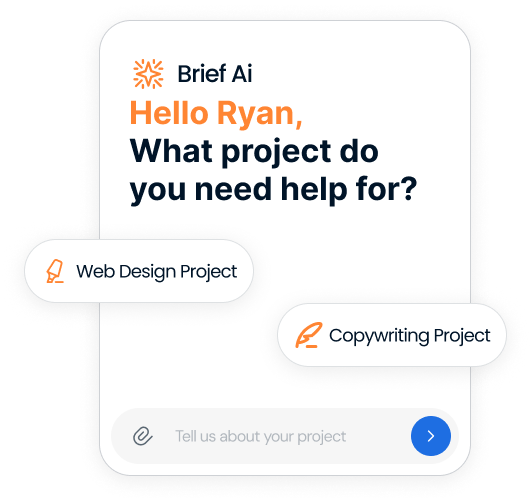 Brief Ai
Hello Ryan,
What project do
you need help for?
Web Design Project
Copywriting Project
Tell us about your project